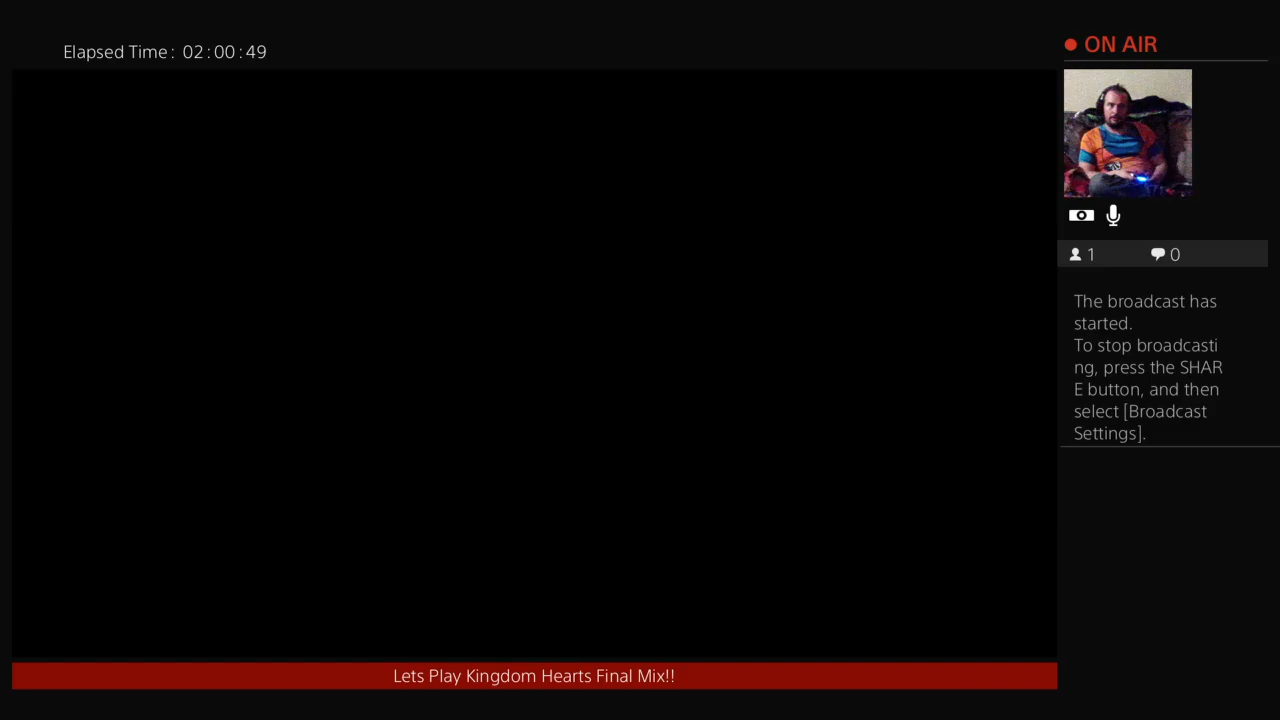 Elapsed Time: 02:00:49
ON AIR
1
0
The broadcast has
started.
To stop broadcasti
ng, press the SHAR
E button, and then
select [Broadcast
Settings].
Lets Play Kingdom Hearts Final Mix!!